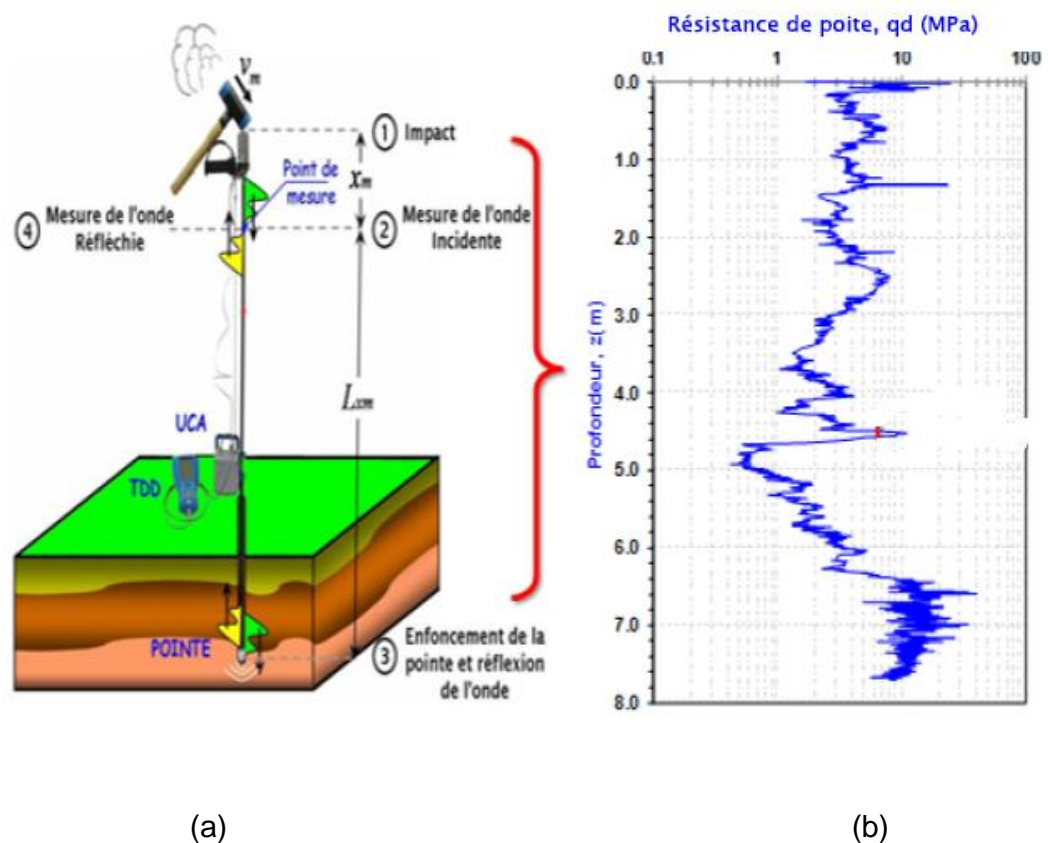 v_m
① Impact
Point de
mesure
x_m
④ Mesure de l'onde
Réfléchie
② Mesure de l'onde
Incidente
L_xm
UCA
TDD
POINTE
③ Enfoncement de la
pointe et réflexion
de l'onde
Résistance de poite, qd (MPa)
0.1 1 10 100
Profondeur, z(m)
0.0
1.0
2.0
3.0
4.0
5.0
6.0
7.0
8.0
(a) (b)